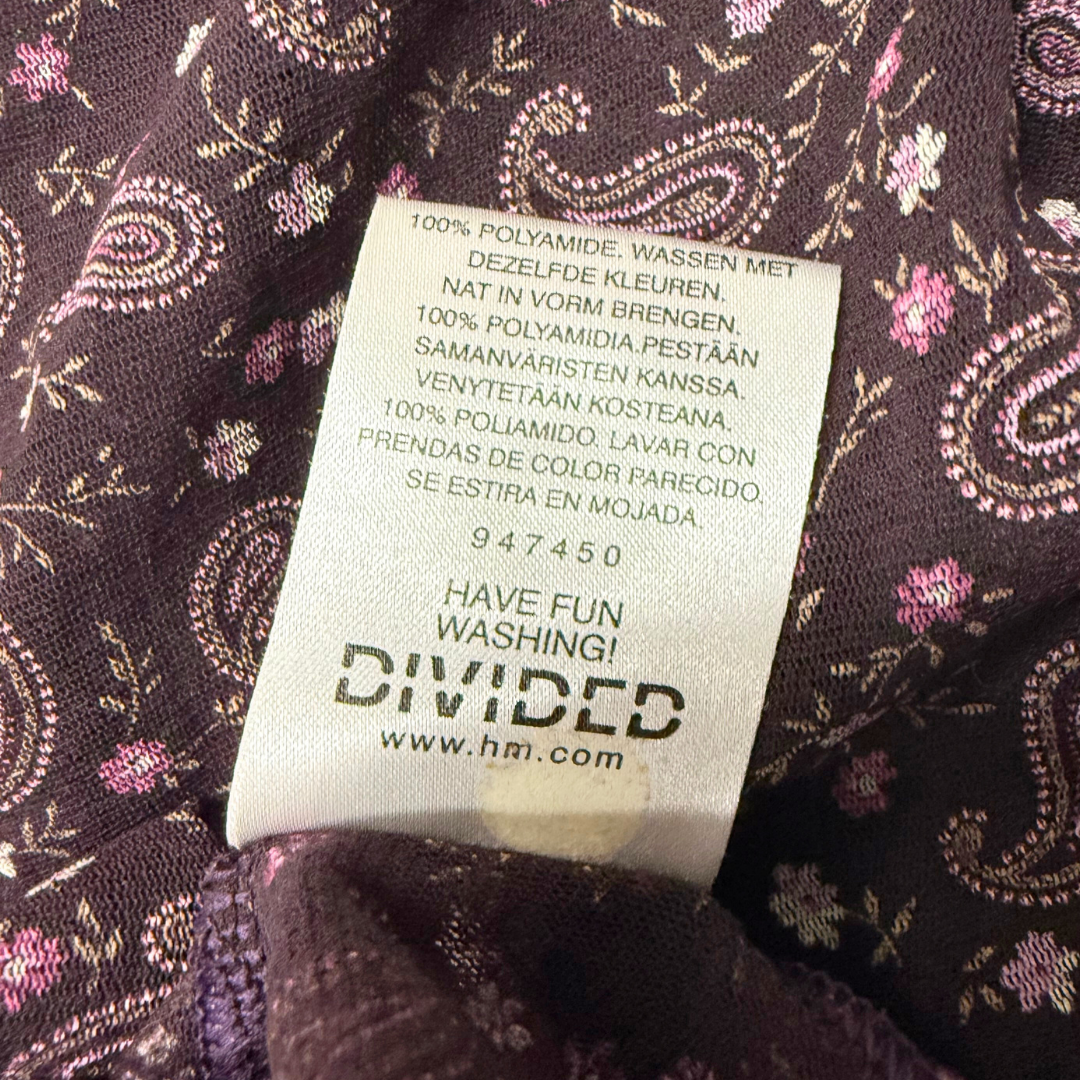 100% POLYAMIDE. WASSEN MET
DEZELFDE KLEUREN.
NAT IN VORM BRENGEN.
100% POLYAMIDIA.PESTÄÄN
SAMANVÄRISTEN KANSSA.
VENYTETÄÄN KOSTEANA.
100% POLIAMIDO. LAVAR CON
PRENDAS DE COLOR PARECIDO.
SE ESTIRA EN MOJADA.
947450
HAVE FUN
WASHING!
DIVIDED
www.hm.com